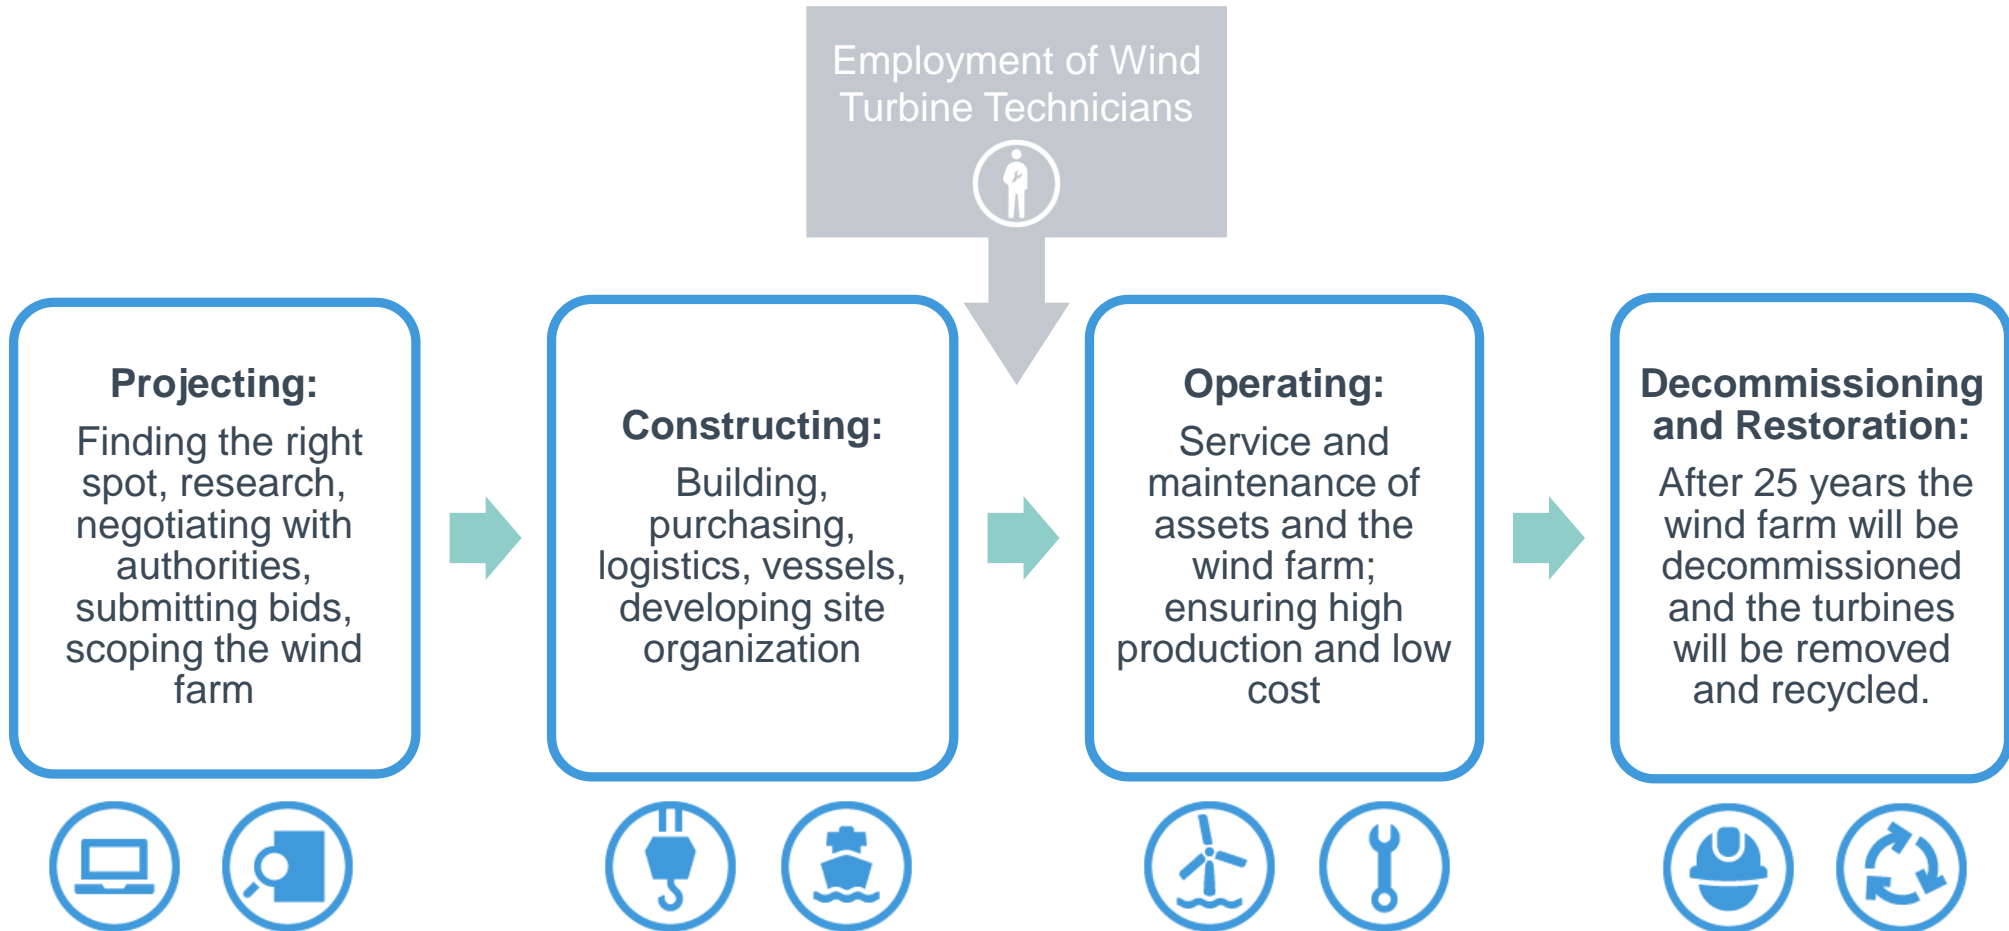 Employment of Wind
Turbine Technicians
Projecting:
Finding the right
spot, research,
negotiating with
authorities,
submitting bids,
scoping the wind
farm
Constructing:
Building,
purchasing,
logistics, vessels,
developing site
organization
Operating:
Service and
maintenance of
assets and the
wind farm;
ensuring high
production and low
cost
Decommissioning
and Restoration:
After 25 years the
wind farm will be
decommissioned
and the turbines
will be removed
and recycled.